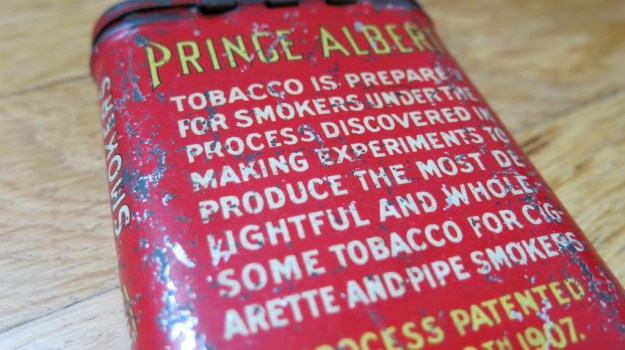 PRINCE ALBERT
TOBACCO IS PREPARED
FOR SMOKERS UNDER THE
PROCESS DISCOVERED IN
MAKING EXPERIMENTS TO
PRODUCE THE MOST DE-
LIGHTFUL AND WHOLE-
SOME TOBACCO FOR CIG-
ARETTE AND PIPE SMOKERS
PROCESS PATENTED
1907.
SMOKERS